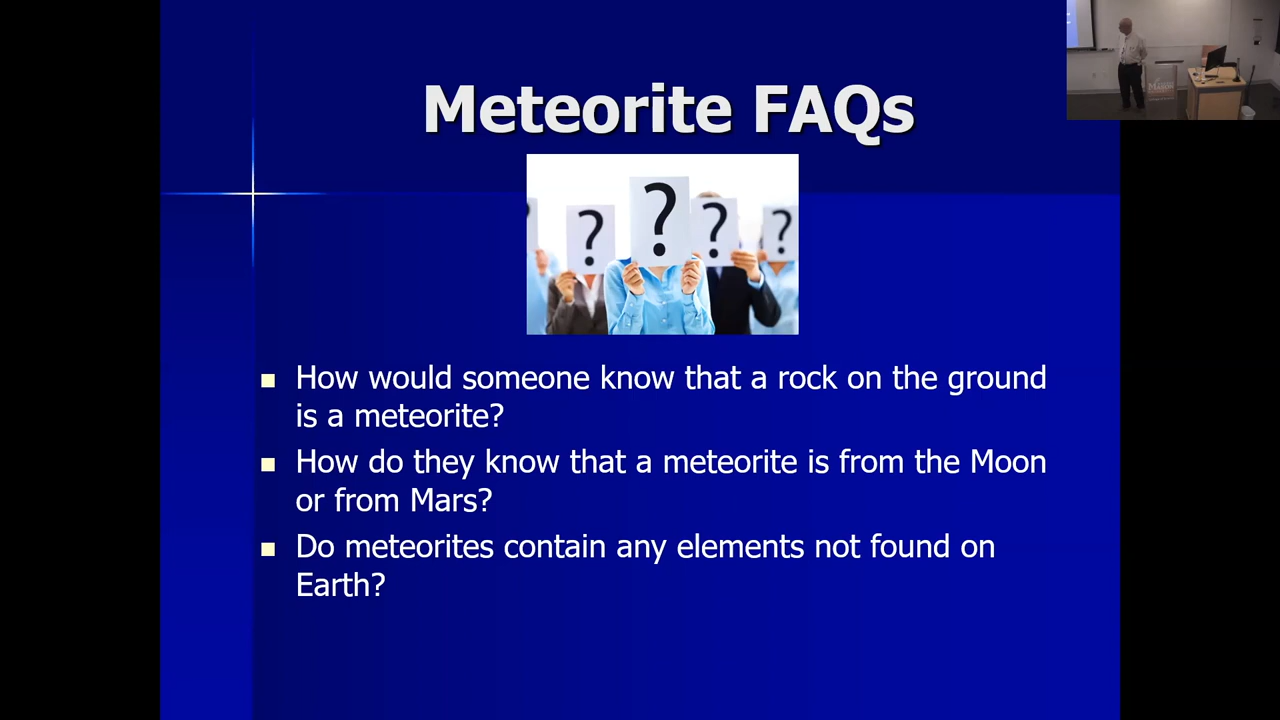 Meteorite FAQs
? ? ? ?
How would someone know that a rock on the ground
is a meteorite?
How do they know that a meteorite is from the Moon
or from Mars?
Do meteorites contain any elements not found on
Earth?